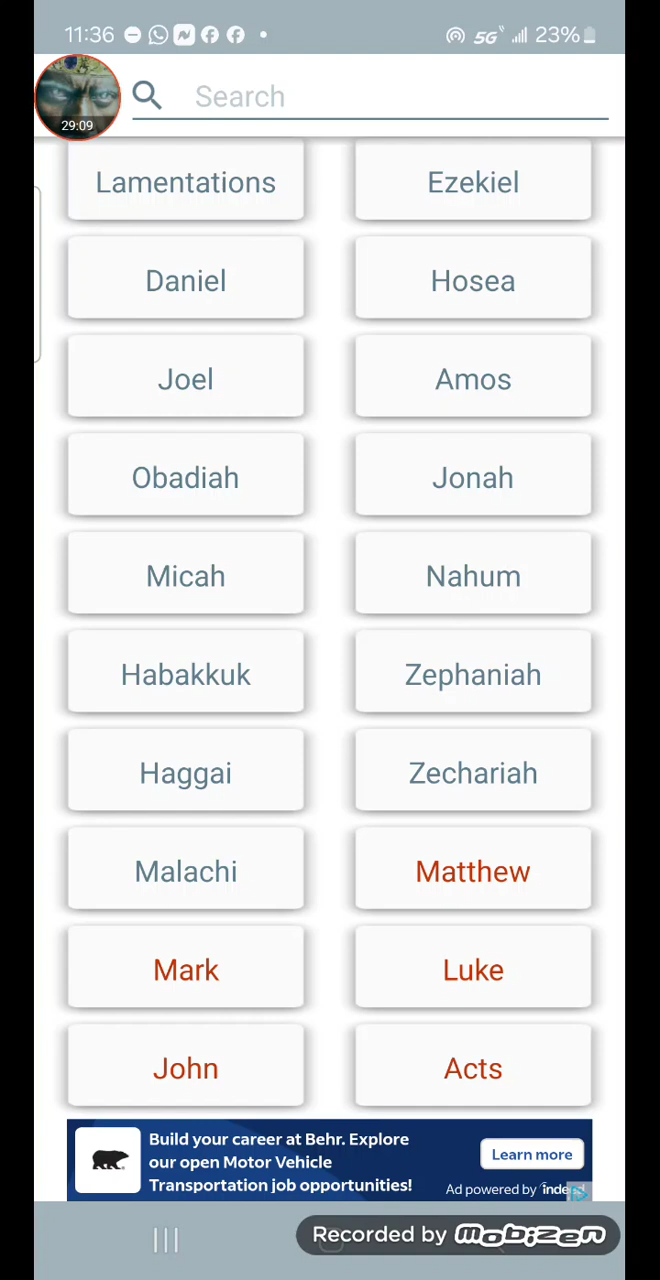 11:36
5G
23%
29:09
Search
Lamentations
Ezekiel
Daniel
Hosea
Joel
Amos
Obadiah
Jonah
Micah
Nahum
Habakkuk
Zephaniah
Haggai
Zechariah
Malachi
Matthew
Mark
Luke
John
Acts
Build your career at Behr. Explore
our open Motor Vehicle
Transportation job opportunities!
Learn more
Ad powered by
Recorded by mobizen